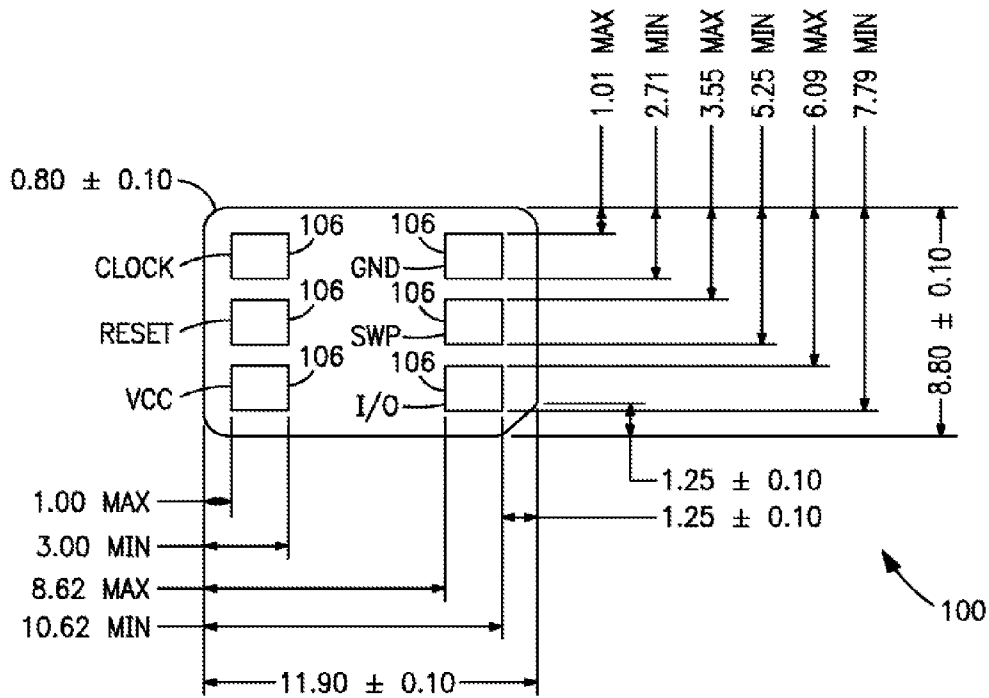 1.01 MAX
2.71 MIN
3.55 MAX
5.25 MIN
6.09 MAX
7.79 MIN
0.80 ± 0.10
106
106
CLOCK
GND
106
106
RESET
SWP
106
106
VCC
I/O
8.80 ± 0.10
1.25 ± 0.10
1.25 ± 0.10
1.00 MAX
3.00 MIN
8.62 MAX
10.62 MIN
11.90 ± 0.10
100